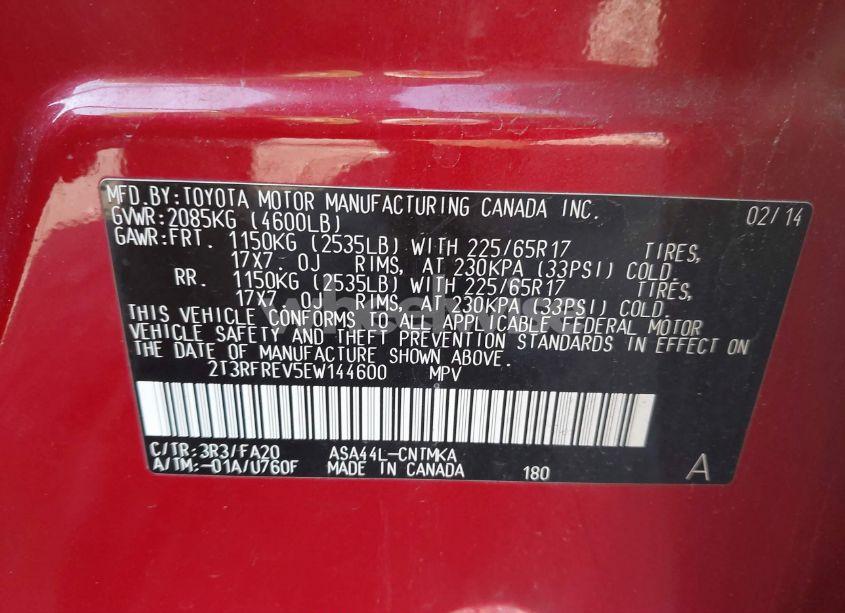 MFD.BY:TOYOTA MOTOR MANUFACTURING CANADA INC. 02/14
GVWR:2085KG (4600LB)
GAWR:FRT. 1150KG (2535LB) WITH 225/65R17 TIRES,
17X7. 0J RIMS, AT 230KPA (33PSI) COLD.
RR. 1150KG (2535LB) WITH 225/65R17 TIRES,
17X7. 0J RIMS, AT 230KPA (33PSI) COLD.
THIS VEHICLE CONFORMS TO ALL APPLICABLE FEDERAL MOTOR
VEHICLE SAFETY AND THEFT PREVENTION STANDARDS IN EFFECT ON
THE DATE OF MANUFACTURE SHOWN ABOVE.
2T3RFREV5EW144600 MPV
C/TR:3R3/FA20 ASA44L-CNTMKA
A/TM:-01A/U760F MADE IN CANADA 180 A